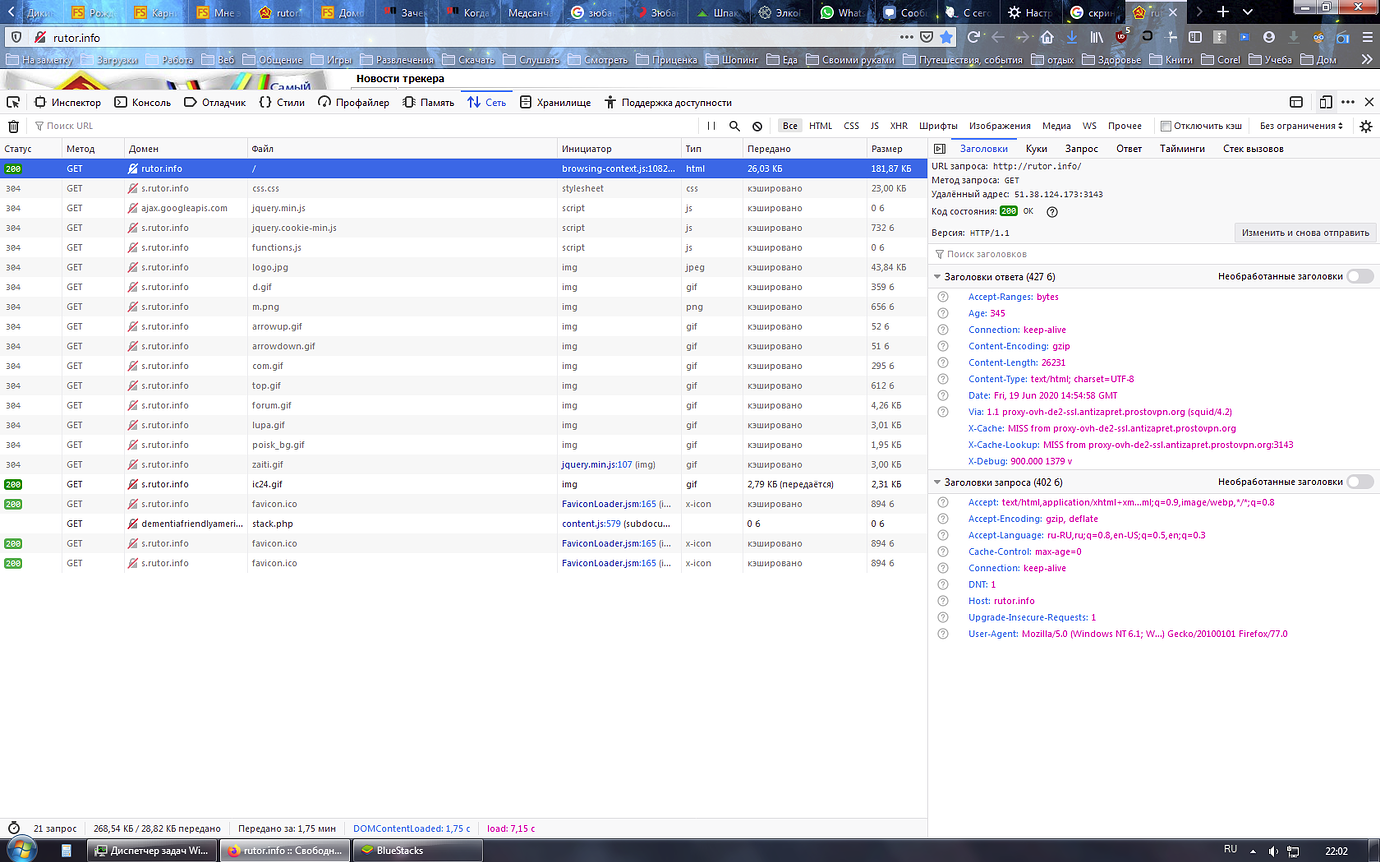 Дикий FS Рожд FS Карна FS Мне з rutor. FS Домо Зачем Когда Медсанча зюба Зюба Шпак Элкой Whats Сооб С сего Настр скрин ru
rutor.info
На заметку Загрузки Работа Веб Общение Игры Развлечения Скачать Слушать Смотреть Приценка Шопинг Еда Своими руками Путешествия, события отдых Здоровье Книги Corel Учеба Дом
Самый
Новости трекера
Инспектор Консоль Отладчик Стили Профайлер Память Сеть Хранилище Поддержка доступности
Поиск URL Все HTML CSS JS XHR Шрифты Изображения Медиа WS Прочее Отключить кэш Без ограничения
Статус Метод Домен Файл Инициатор Тип Передано Размер
200 GET rutor.info / browsing-context.js:1082... html 26,03 КБ 181,87 КБ
304 GET s.rutor.info css.css stylesheet css кэшировано 23,00 КБ
304 GET ajax.googleapis.com jquery.min.js script js кэшировано 0 б
304 GET s.rutor.info jquery.cookie-min.js script js кэшировано 732 б
304 GET s.rutor.info functions.js script js кэшировано 0 б
304 GET s.rutor.info logo.jpg img jpeg кэшировано 43,84 КБ
304 GET s.rutor.info d.gif img gif кэшировано 359 б
304 GET s.rutor.info m.png img png кэшировано 656 б
304 GET s.rutor.info arrowup.gif img gif кэшировано 52 б
304 GET s.rutor.info arrowdown.gif img gif кэшировано 51 б
304 GET s.rutor.info com.gif img gif кэшировано 295 б
304 GET s.rutor.info top.gif img gif кэшировано 612 б
304 GET s.rutor.info forum.gif img gif кэшировано 4,26 КБ
304 GET s.rutor.info lupa.gif img gif кэшировано 3,01 КБ
304 GET s.rutor.info poisk_bg.gif img gif кэшировано 1,95 КБ
304 GET s.rutor.info zaiti.gif jquery.min.js:107 (img) gif кэшировано 3,00 КБ
200 GET s.rutor.info ic24.gif img gif 2,79 КБ (передаётся) 2,31 КБ
200 GET s.rutor.info favicon.ico FaviconLoader.jsm:165 (i... x-icon кэшировано 894 б
GET dementiafriendlyameri... stack.php content.js:579 (subdocu... 0 б 0 б
200 GET s.rutor.info favicon.ico FaviconLoader.jsm:165 (i... x-icon кэшировано 894 б
200 GET s.rutor.info favicon.ico FaviconLoader.jsm:165 (i... x-icon кэшировано 894 б
Заголовки Куки Запрос Ответ Тайминги Стек вызовов
URL запроса: http://rutor.info/
Метод запроса: GET
Удалённый адрес: 51.38.124.173:3143
Код состояния: 200 OK
Версия: HTTP/1.1 Изменить и снова отправить
Поиск заголовков
Заголовки ответа (427 б) Необработанные заголовки
Accept-Ranges: bytes
Age: 345
Connection: keep-alive
Content-Encoding: gzip
Content-Length: 26231
Content-Type: text/html; charset=UTF-8
Date: Fri, 19 Jun 2020 14:54:58 GMT
Via: 1.1 proxy-ovh-de2-ssl.antizapret.prostovpn.org (squid/4.2)
X-Cache: MISS from proxy-ovh-de2-ssl.antizapret.prostovpn.org
X-Cache-Lookup: MISS from proxy-ovh-de2-ssl.antizapret.prostovpn.org:3143
X-Debug: 900.000 1379 v
Заголовки запроса (402 б) Необработанные заголовки
Accept: text/html,application/xhtml+xm...ml;q=0.9,image/webp,*/*;q=0.8
Accept-Encoding: gzip, deflate
Accept-Language: ru-RU,ru;q=0.8,en-US;q=0.5,en;q=0.3
Cache-Control: max-age=0
Connection: keep-alive
DNT: 1
Host: rutor.info
Upgrade-Insecure-Requests: 1
User-Agent: Mozilla/5.0 (Windows NT 6.1; W...) Gecko/20100101 Firefox/77.0
21 запрос 268,54 КБ / 28,82 КБ передано Передано за: 1,75 мин DOMContentLoaded: 1,75 с load: 7,15 с
Диспетчер задач Wi... rutor.info :: Свободн... BlueStacks RU 22:02